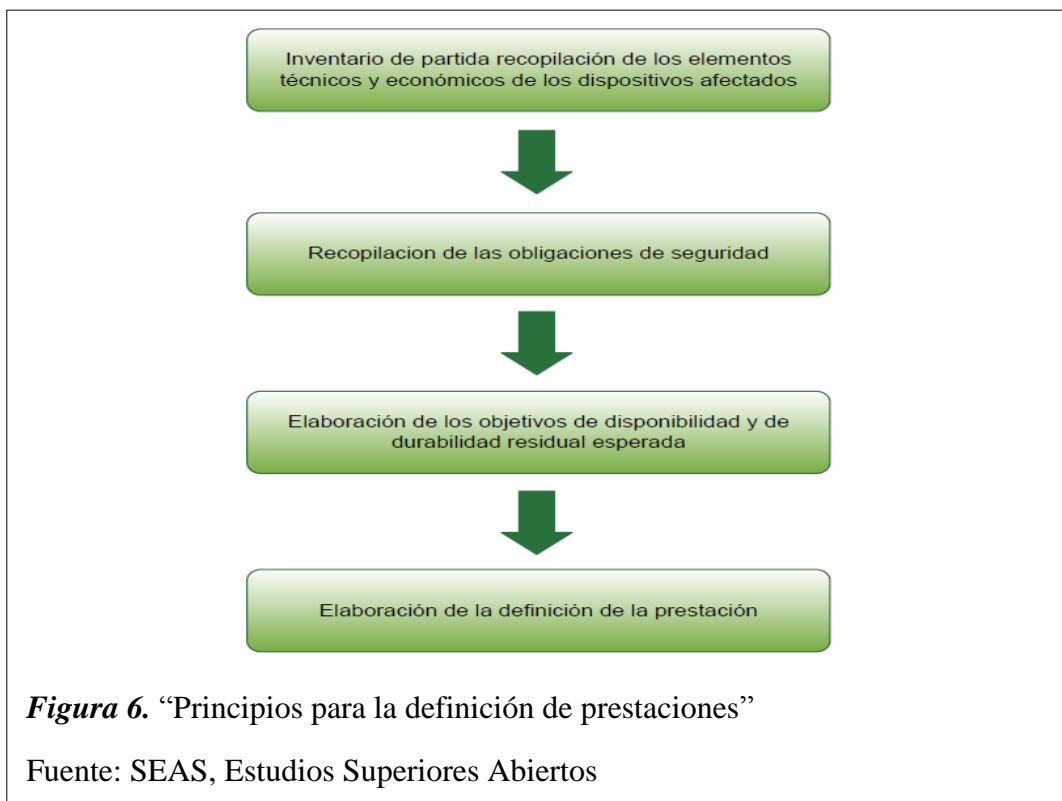 Inventario de partida recopilación de los elementos
técnicos y económicos de los dispositivos afectados
Recopilacion de las obligaciones de seguridad
Elaboración de los objetivos de disponibilidad y de
durabilidad residual esperada
Elaboración de la definición de la prestación
Figura 6. “Principios para la definición de prestaciones”
Fuente: SEAS, Estudios Superiores Abiertos